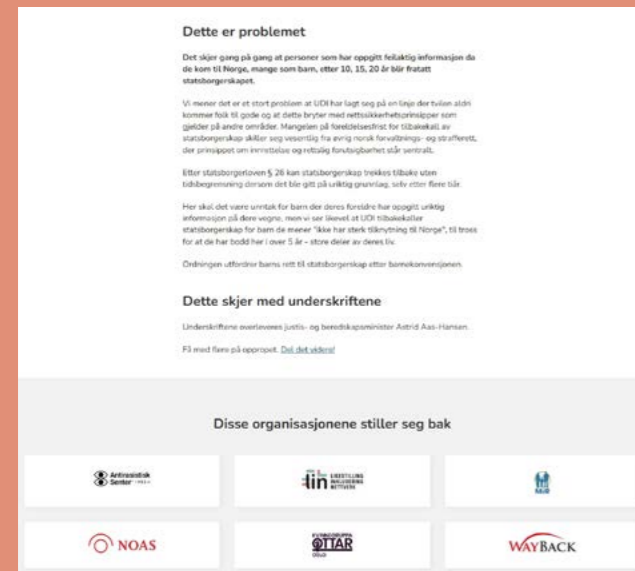 Dette er problemet
Det skjer gang på gang at personer som har oppgitt feilaktig informasjon da
de kom til Norge, mange som barn, etter 10, 15, 20 år blir fratatt
statsborgerskapet.
Vi mener det er et stort problem at UDI har lagt seg på en linje der tvilen aldri
kommer folk til gode og at dette bryter med rettssikkerhetsprinsipper som
gjelder på andre områder. Mangelen på foreldelsesfrist for tilbakekall av
statsborgerskap skiller seg vesentlig fra øvrig norsk forvaltnings- og strafferett,
der prinsippet om innrettelse og rettslig forutsigbarhet står sentralt.
Etter statsborgerloven § 26 kan statsborgerskap trekkes tilbake uten
tidsbegrensning dersom det ble gitt på uriktig grunnlag, selv etter flere tiår.
Her skal det være unntak for barn der deres foreldre har oppgitt uriktig
informasjon på dere vegne, men vi ser likevel at UDI tilbakekaller
statsborgerskap for barn de mener "ikke har sterk tilknytning til Norge", til tross
for at de har bodd her i over 5 år – store deler av deres liv.
Ordningen utfordrer barns rett til statsborgerskap etter barnekonvensjonen.
Dette skjer med underskriftene
Underskriftene overleveres justis- og beredskapsminister Astrid Aas-Hansen.
Få med flere på oppropet. Del det videre!
Disse organisasjonene stiller seg bak
Antirasistisk
Senter
lin LIKESTILLING
INKLUDERING
NETTVERK
NOAS
KVINNEGRUPPA
OTTAR
OSLO
WAYBACK